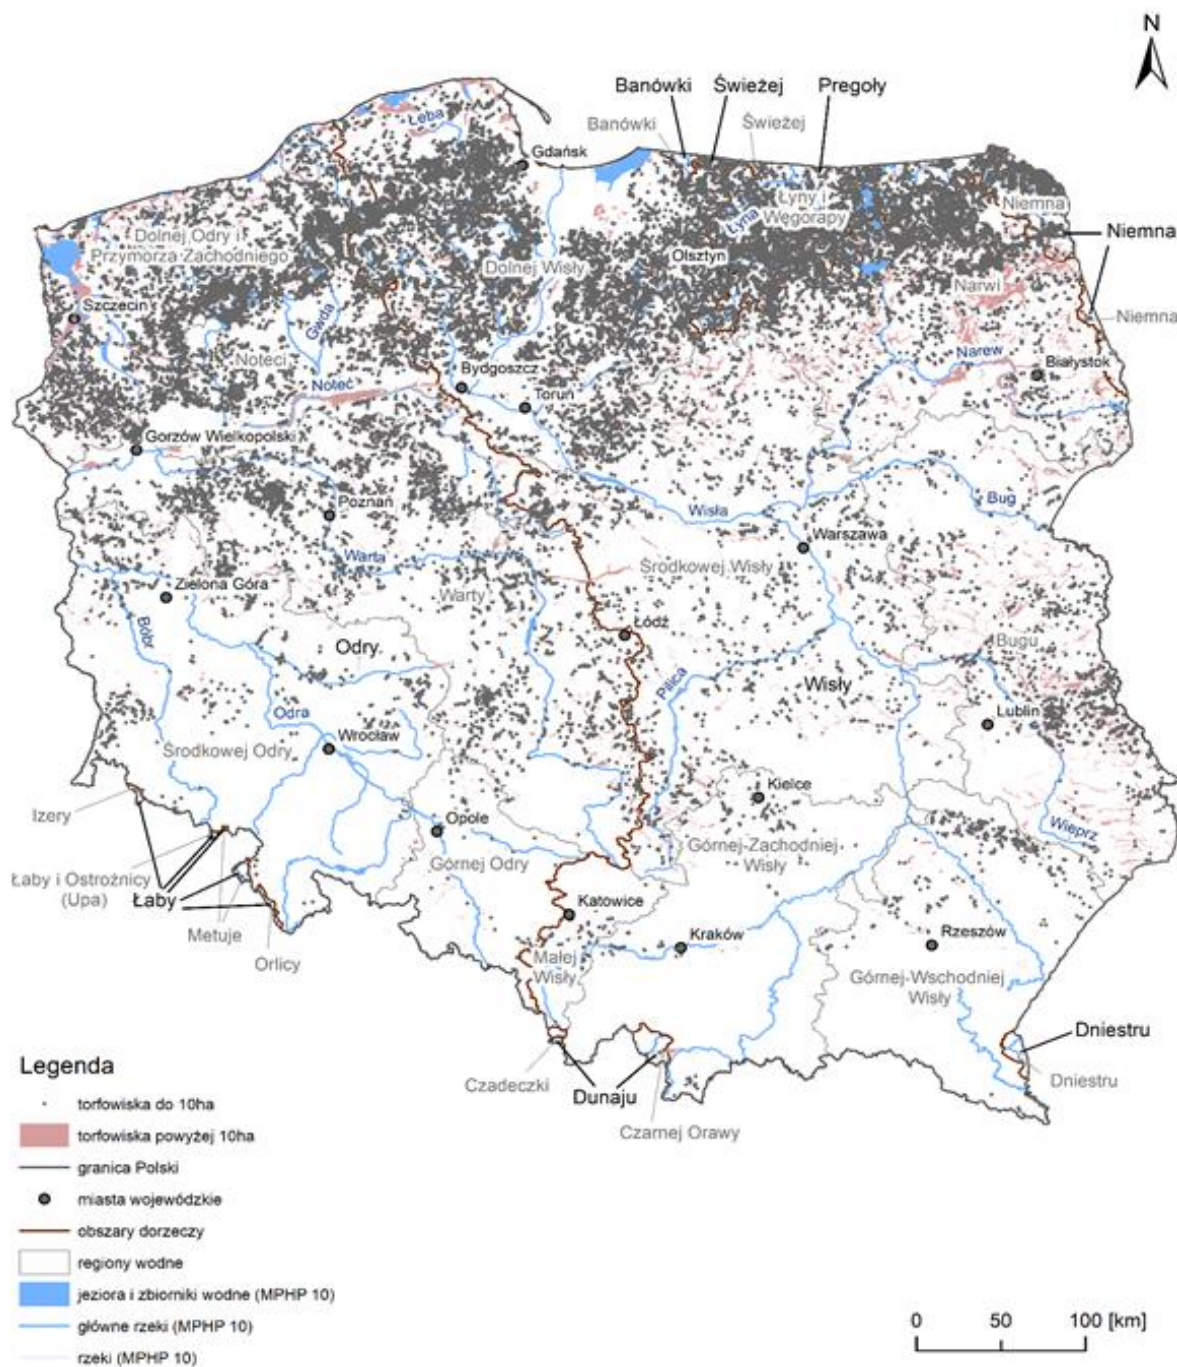 N
Banówki
Świeżej
Pregoły
Banówki
Świeżej
Łeba
Gdańsk
Łyny i
Węgorapy
Niemna
Łyna
Niemna
Dolnej Odry i
Przymorza Zachodniego
Dolnej Wisły
Olsztyn
Narwi
Szczecin
Niemna
Gwda
Noteci
Narew
Białystok
Bydgoszcz
Noteć
Toruń
Gorzów Wielkopolski
Bug
Poznań
Wisła
Warszawa
Warta
Środkowej Wisły
Zielona Góra
Warty
Bóbr
Łódź
Bugu
Odry
Pilica
Wisły
Odra
Lublin
Wrocław
Środkowej Odry
Kielce
Izery
Opole
Wieprz
Górnej Odry
Górnej-Zachodniej
Wisły
Łaby i Ostrożnicy
(Upa)
Łaby
Katowice
Metuje
Kraków
Rzeszów
Orlicy
Małej
Wisły
Górnej-Wschodniej
Wisły
Dniestru
Czadeczki
Dunaju
Dniestru
Czarnej Orawy
Legenda
torfowiska do 10ha
torfowiska powyżej 10ha
granica Polski
miasta wojewódzkie
obszary dorzeczy
regiony wodne
jeziora i zbiorniki wodne (MPHP 10)
główne rzeki (MPHP 10)
rzeki (MPHP 10)
0 50 100 [km]